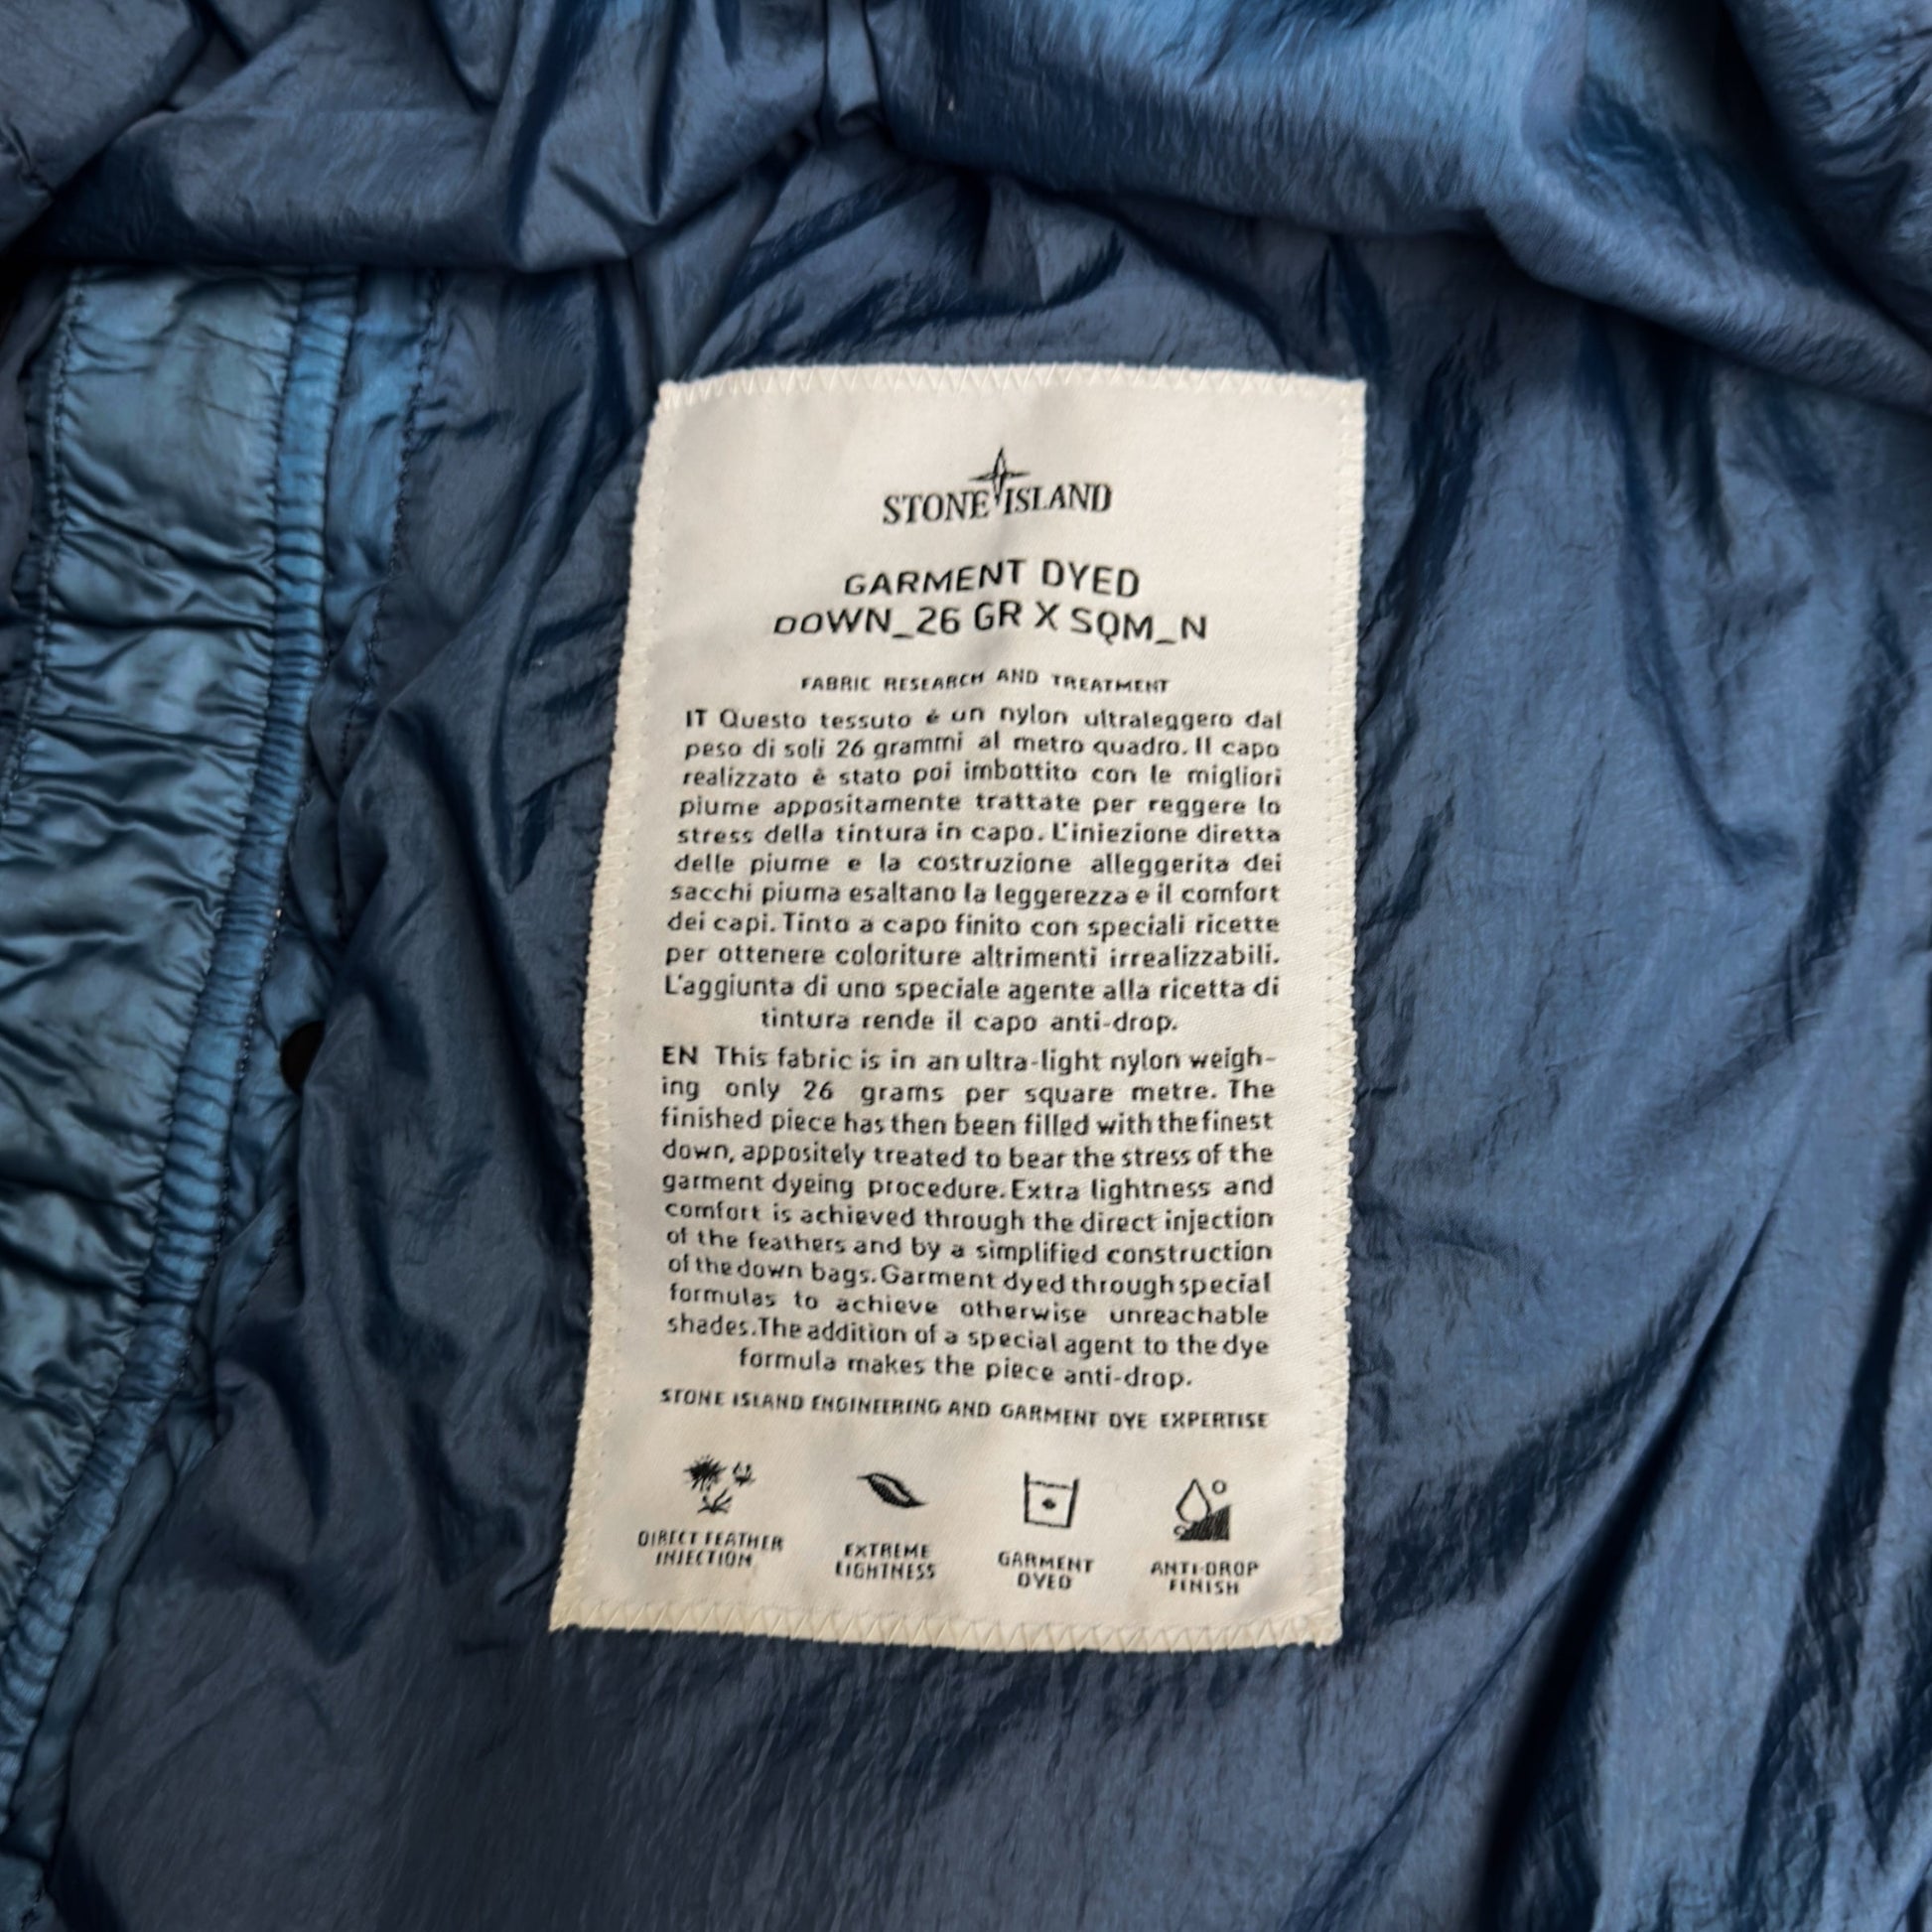 STONE ISLAND
GARMENT DYED
DOWN_26 GR X SQM_N
FABRIC RESEARCH AND TREATMENT
IT Questo tessuto è un nylon ultraleggero dal
peso di soli 26 grammi al metro quadro. Il capo
realizzato è stato poi imbottito con le migliori
piume appositamente trattate per reggere lo
stress della tintura in capo. L'iniezione diretta
delle piume e la costruzione alleggerita dei
sacchi piuma esaltano la leggerezza e il comfort
dei capi. Tinto a capo finito con speciali ricette
per ottenere coloriture altrimenti irrealizzabili.
L'aggiunta di uno speciale agente alla ricetta di
tintura rende il capo anti-drop.
EN This fabric is in an ultra-light nylon weigh-
ing only 26 grams per square metre. The
finished piece has then been filled with the finest
down, appositely treated to bear the stress of the
garment dyeing procedure. Extra lightness and
comfort is achieved through the direct injection
of the feathers and by a simplified construction
of the down bags. Garment dyed through special
formulas to achieve otherwise unreachable
shades. The addition of a special agent to the dye
formula makes the piece anti-drop.
STONE ISLAND ENGINEERING AND GARMENT DYE EXPERTISE
DIRECT FEATHER
INJECTION
EXTREME
LIGHTNESS
GARMENT
DYED
ANTI-DROP
FINISH